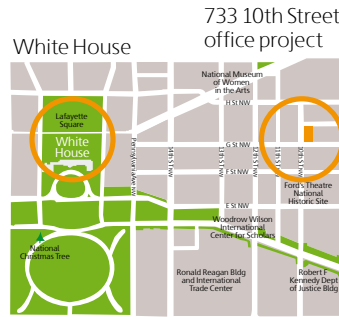 733 10th Street
office project
White House
National Museum
of Women
in the Arts
H St NW
Lafayette
Square
White
House
Pennsylvania Ave NW
14th St NW
13th St NW
12th St NW
11th St NW
10th St NW
G St NW
F St NW
Ford's Theatre
National
Historic Site
E St NW
Woodrow Wilson
International
Center for Scholars
National
Christmas Tree
Ronald Reagan Bldg
and International
Trade Center
Robert F
Kennedy Dept
of Justice Bldg